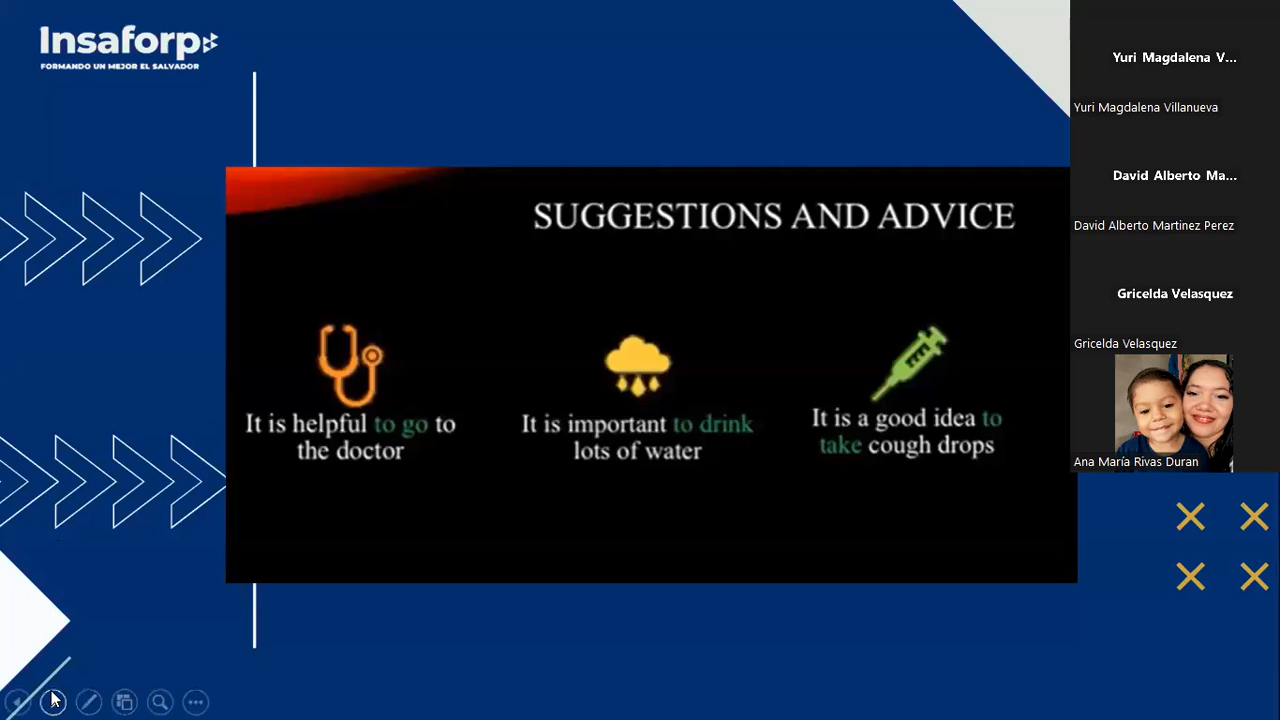 Insaforp
FORMANDO UN MEJOR EL SALVADOR
SUGGESTIONS AND ADVICE
It is helpful to go to
the doctor
It is important to drink
lots of water
It is a good idea to
take cough drops
Yuri Magdalena V...
Yuri Magdalena Villanueva
David Alberto Ma...
David Alberto Martinez Perez
Gricelda Velasquez
Gricelda Velasquez
Ana María Rivas Duran